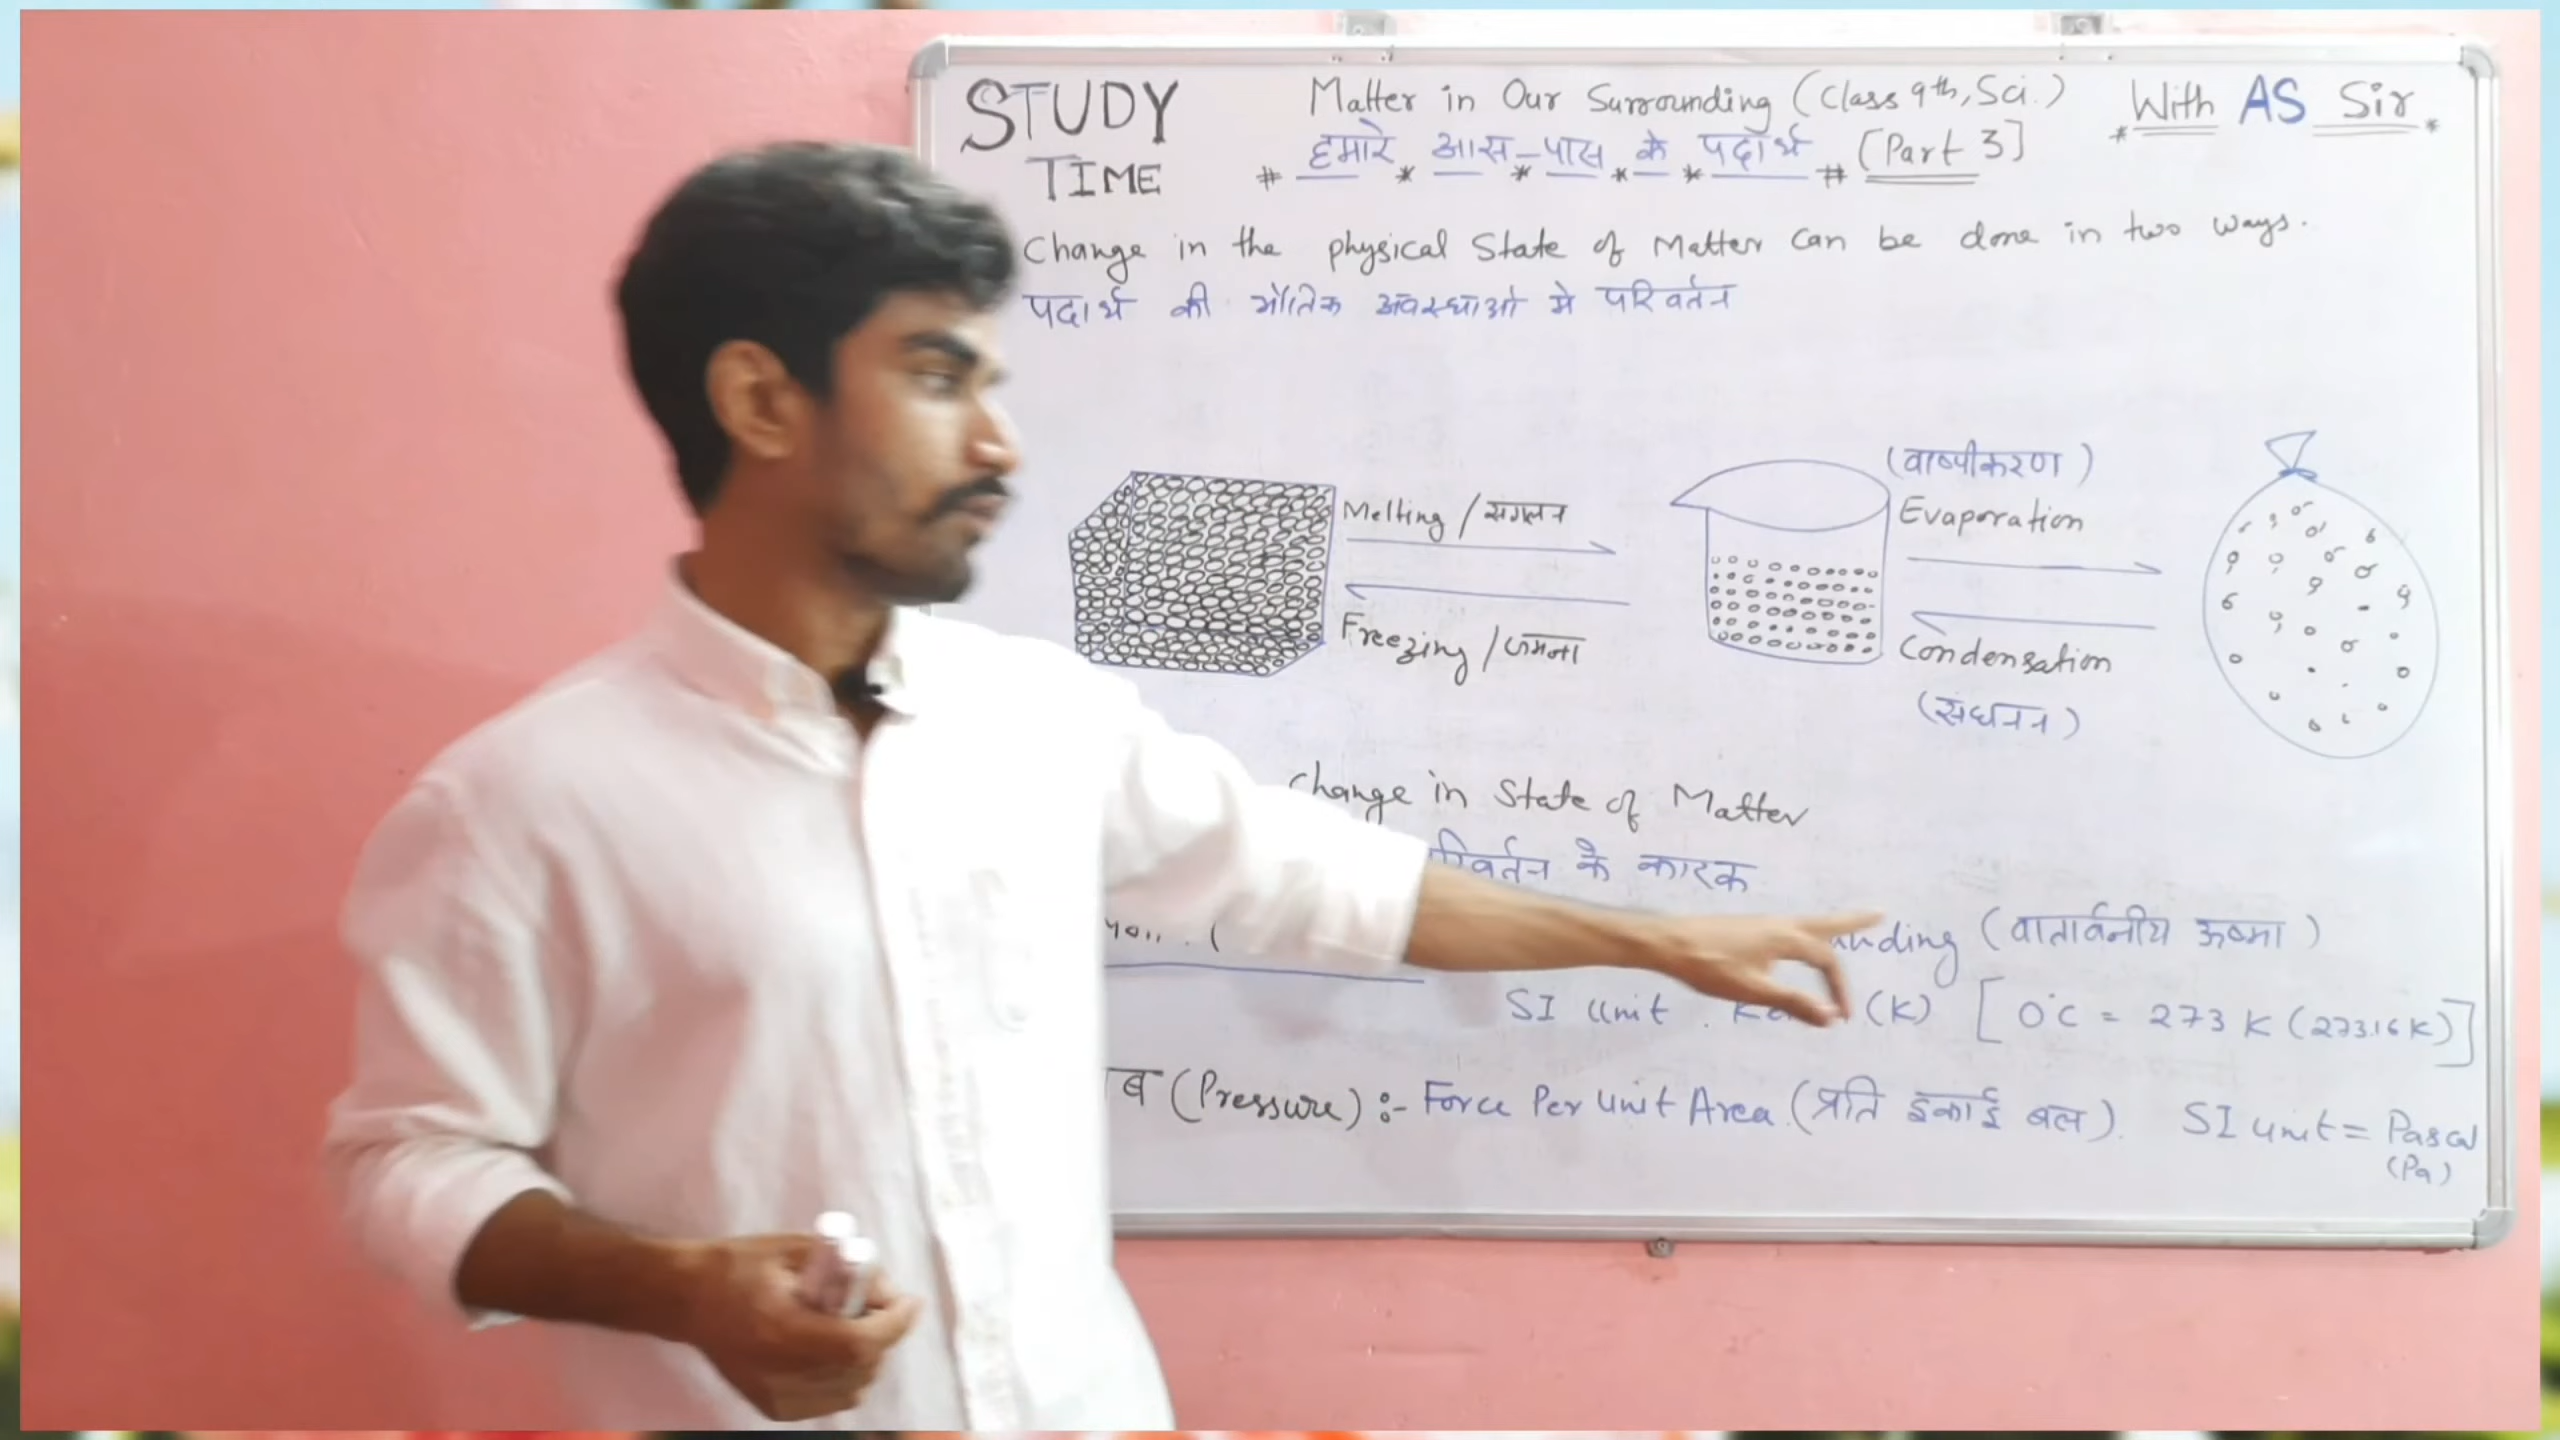 STUDY TIME
Matter in Our Surrounding (Class 9th, Sci.)
With AS Sir
# हमारे * आस - * पास * के * पदार्थ # [Part 3]
Change in the physical State of Matter Can be done in two ways.
पदार्थ की भौतिक अवस्थाओ मे परिवर्तन
Melting / संगलन
Freezing / जमना
(वाष्पीकरण)
Evaporation
Condensation
(संघनन)
Change in State of Matter
के कारक
(वातार्वनीय ऊष्मा)
SI Unit (K) [0°C = 273 K (273.16 K)]
(Pressure) :- Force Per Unit Area. (प्रति इकाई बल). SI unit = Pascal
(Pa)